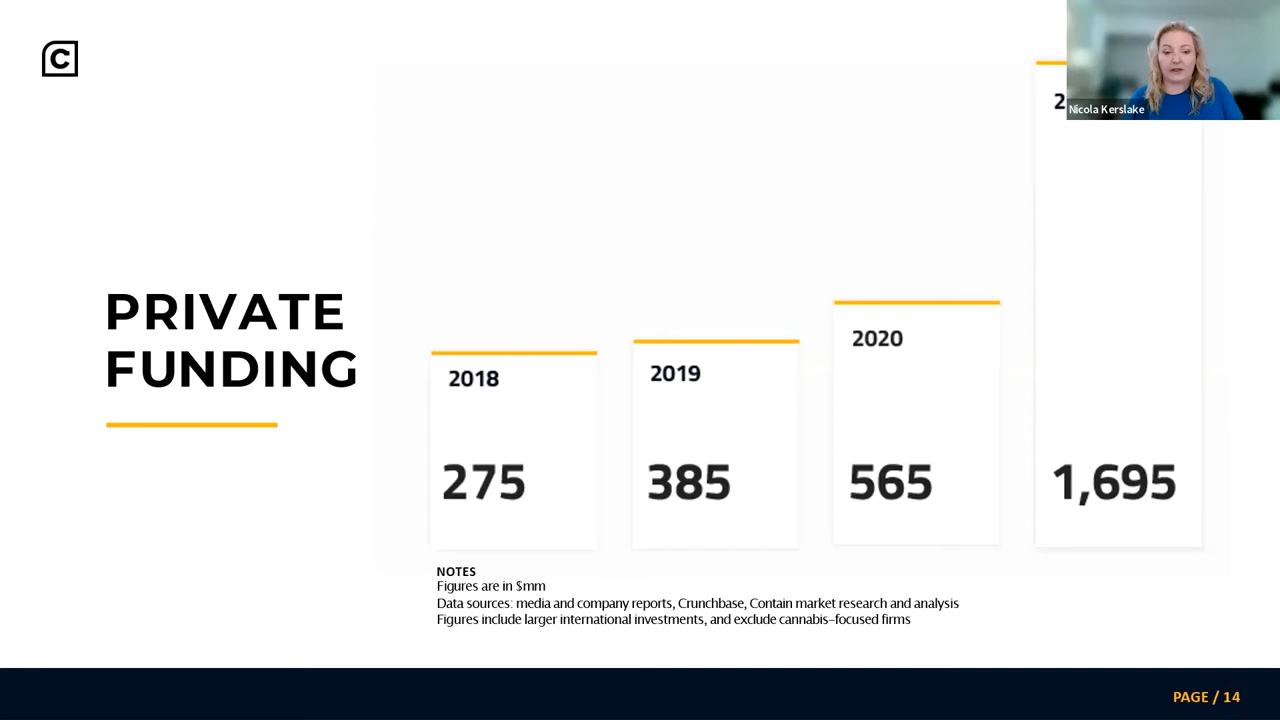 C
2
Nicola Kerslake
PRIVATE
FUNDING
2018
2019
2020
275
385
565
1,695
NOTES
Figures are in $mm
Data sources: media and company reports, Crunchbase, Contain market research and analysis
Figures include larger international investments, and exclude cannabis–focused firms
PAGE / 14